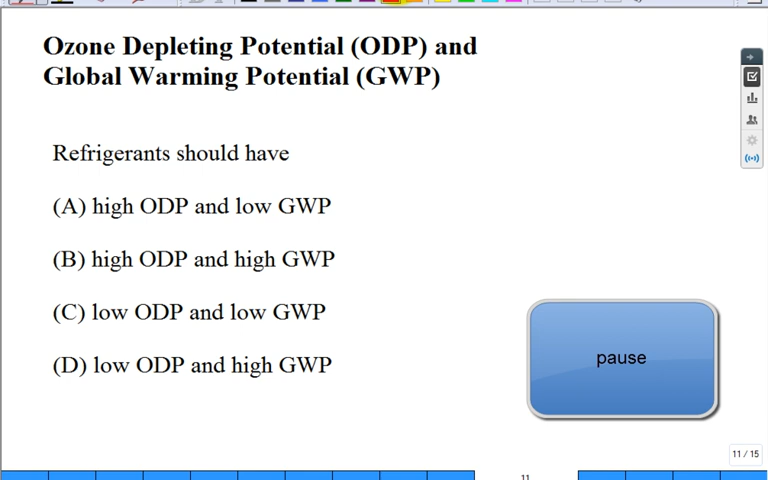 Ozone Depleting Potential (ODP) and
Global Warming Potential (GWP)
Refrigerants should have
(A) high ODP and low GWP
(B) high ODP and high GWP
(C) low ODP and low GWP
(D) low ODP and high GWP
pause
11 / 15
11